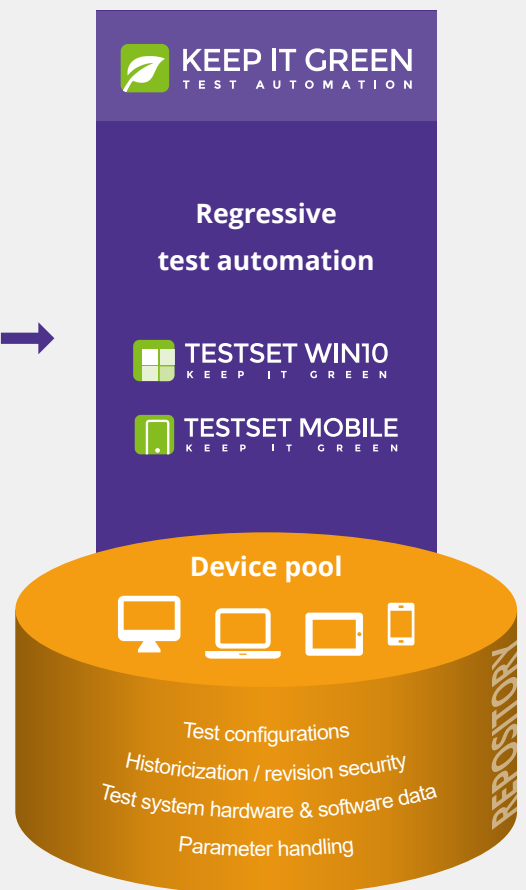 KEEP IT GREEN
TEST AUTOMATION
Regressive
test automation
TESTSET WIN10
KEEP IT GREEN
TESTSET MOBILE
KEEP IT GREEN
Device pool
REPOSITORY
Test configurations
Historicization / revision security
Test system hardware & software data
Parameter handling